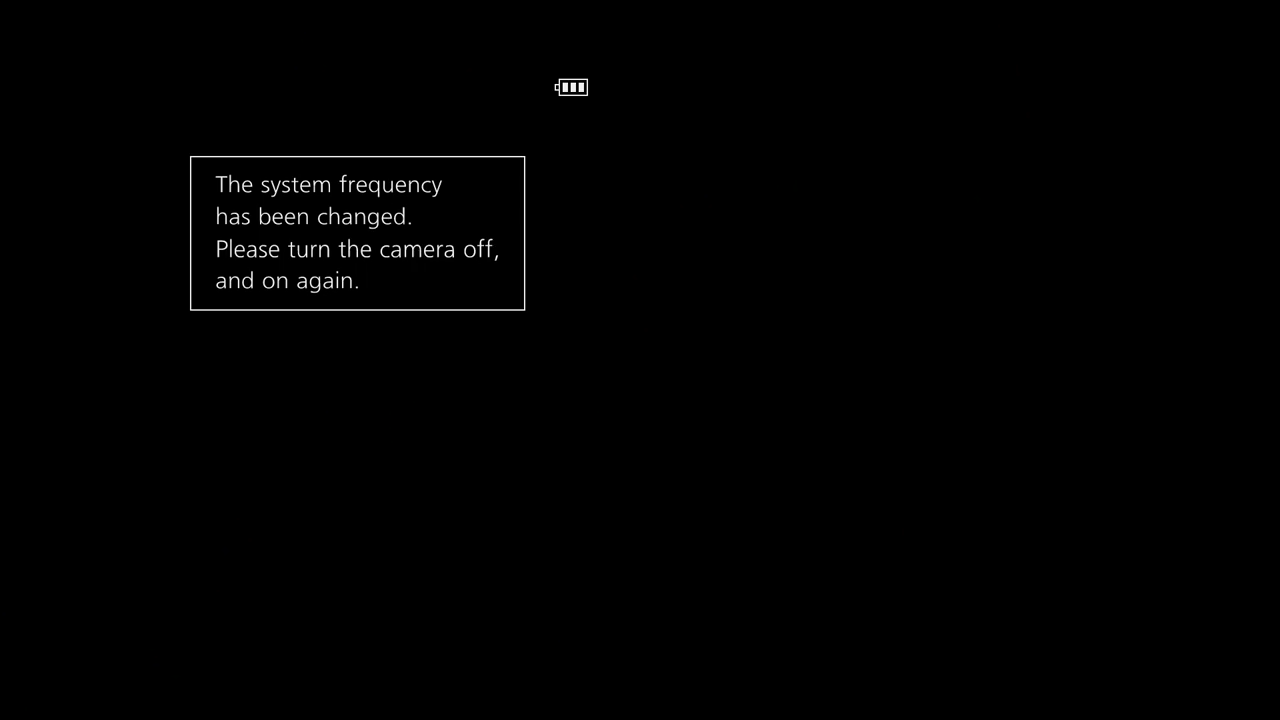 The system frequency
has been changed.
Please turn the camera off,
and on again.